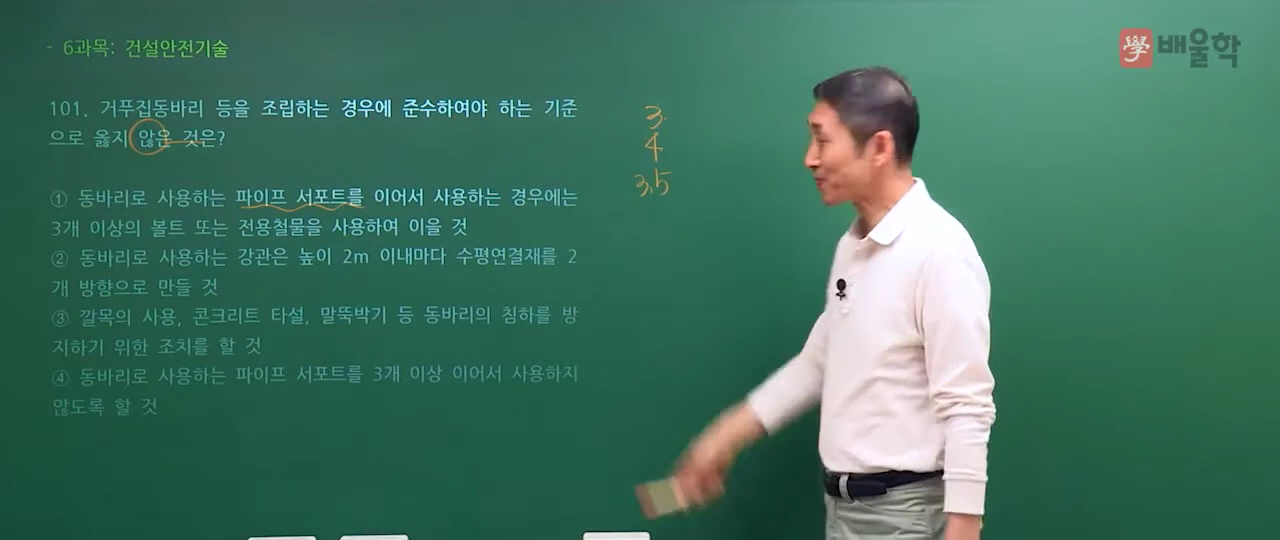 - 6과목: 건설안전기술
學 배울학
101. 거푸집동바리 등을 조립하는 경우에 준수하여야 하는 기준
으로 옳지 않은 것은?
① 동바리로 사용하는 파이프 서포트를 이어서 사용하는 경우에는
3개 이상의 볼트 또는 전용철물을 사용하여 이을 것
② 동바리로 사용하는 강관은 높이 2m 이내마다 수평연결재를 2
개 방향으로 만들 것
③ 깔목의 사용, 콘크리트 타설, 말뚝박기 등 동바리의 침하를 방
지하기 위한 조치를 할 것
④ 동바리로 사용하는 파이프 서포트를 3개 이상 이어서 사용하지
않도록 할 것
3.
4
3.5